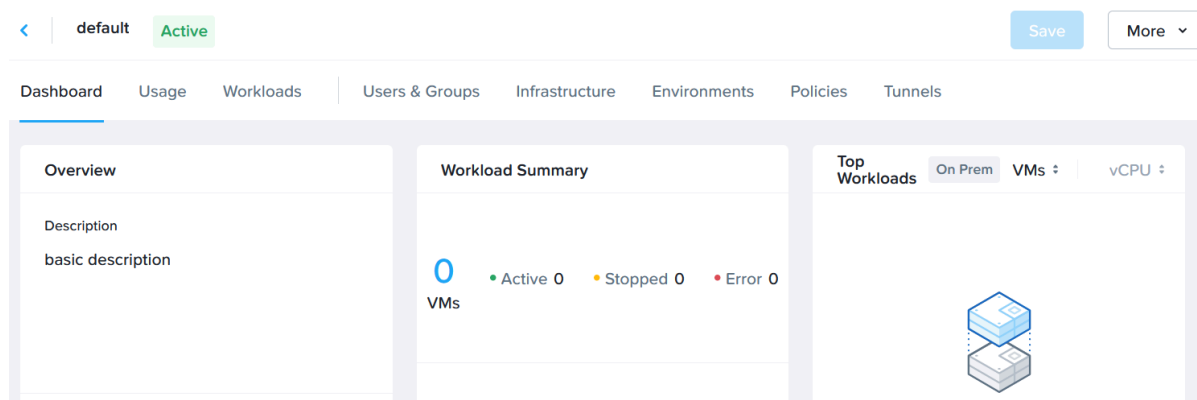 default Active Save More
Dashboard Usage Workloads Users & Groups Infrastructure Environments Policies Tunnels
Overview
Description
basic description
Workload Summary
0
VMs
Active 0 Stopped 0 Error 0
Top
Workloads
On Prem VMs vCPU